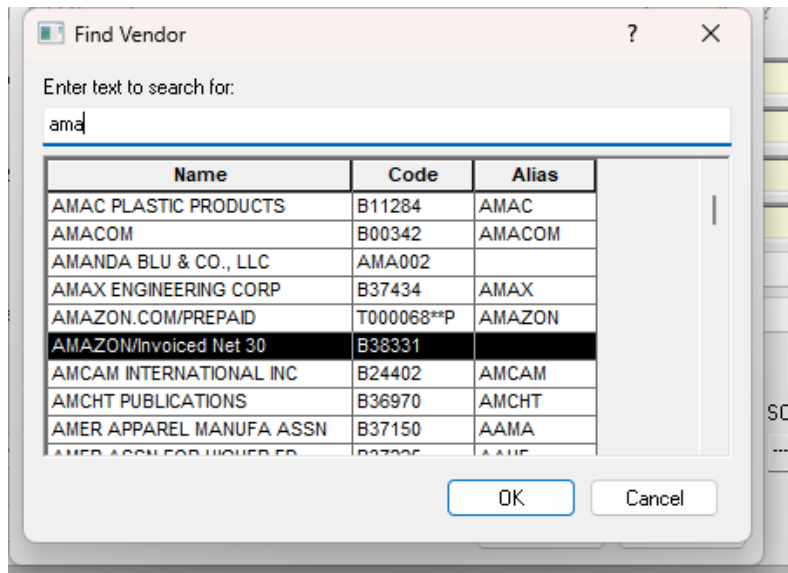 Find Vendor ? ×
Enter text to search for:
ama
Name Code Alias
AMAC PLASTIC PRODUCTS B11284 AMAC
AMACOM B00342 AMACOM
AMANDA BLU & CO., LLC AMA002
AMAX ENGINEERING CORP B37434 AMAX
AMAZON.COM/PREPAID T000068**P AMAZON
AMAZON/Invoiced Net 30 B38331
AMCAM INTERNATIONAL INC B24402 AMCAM
AMCHT PUBLICATIONS B36970 AMCHT
AMER APPAREL MANUFA ASSN B37150 AAMA
OK Cancel